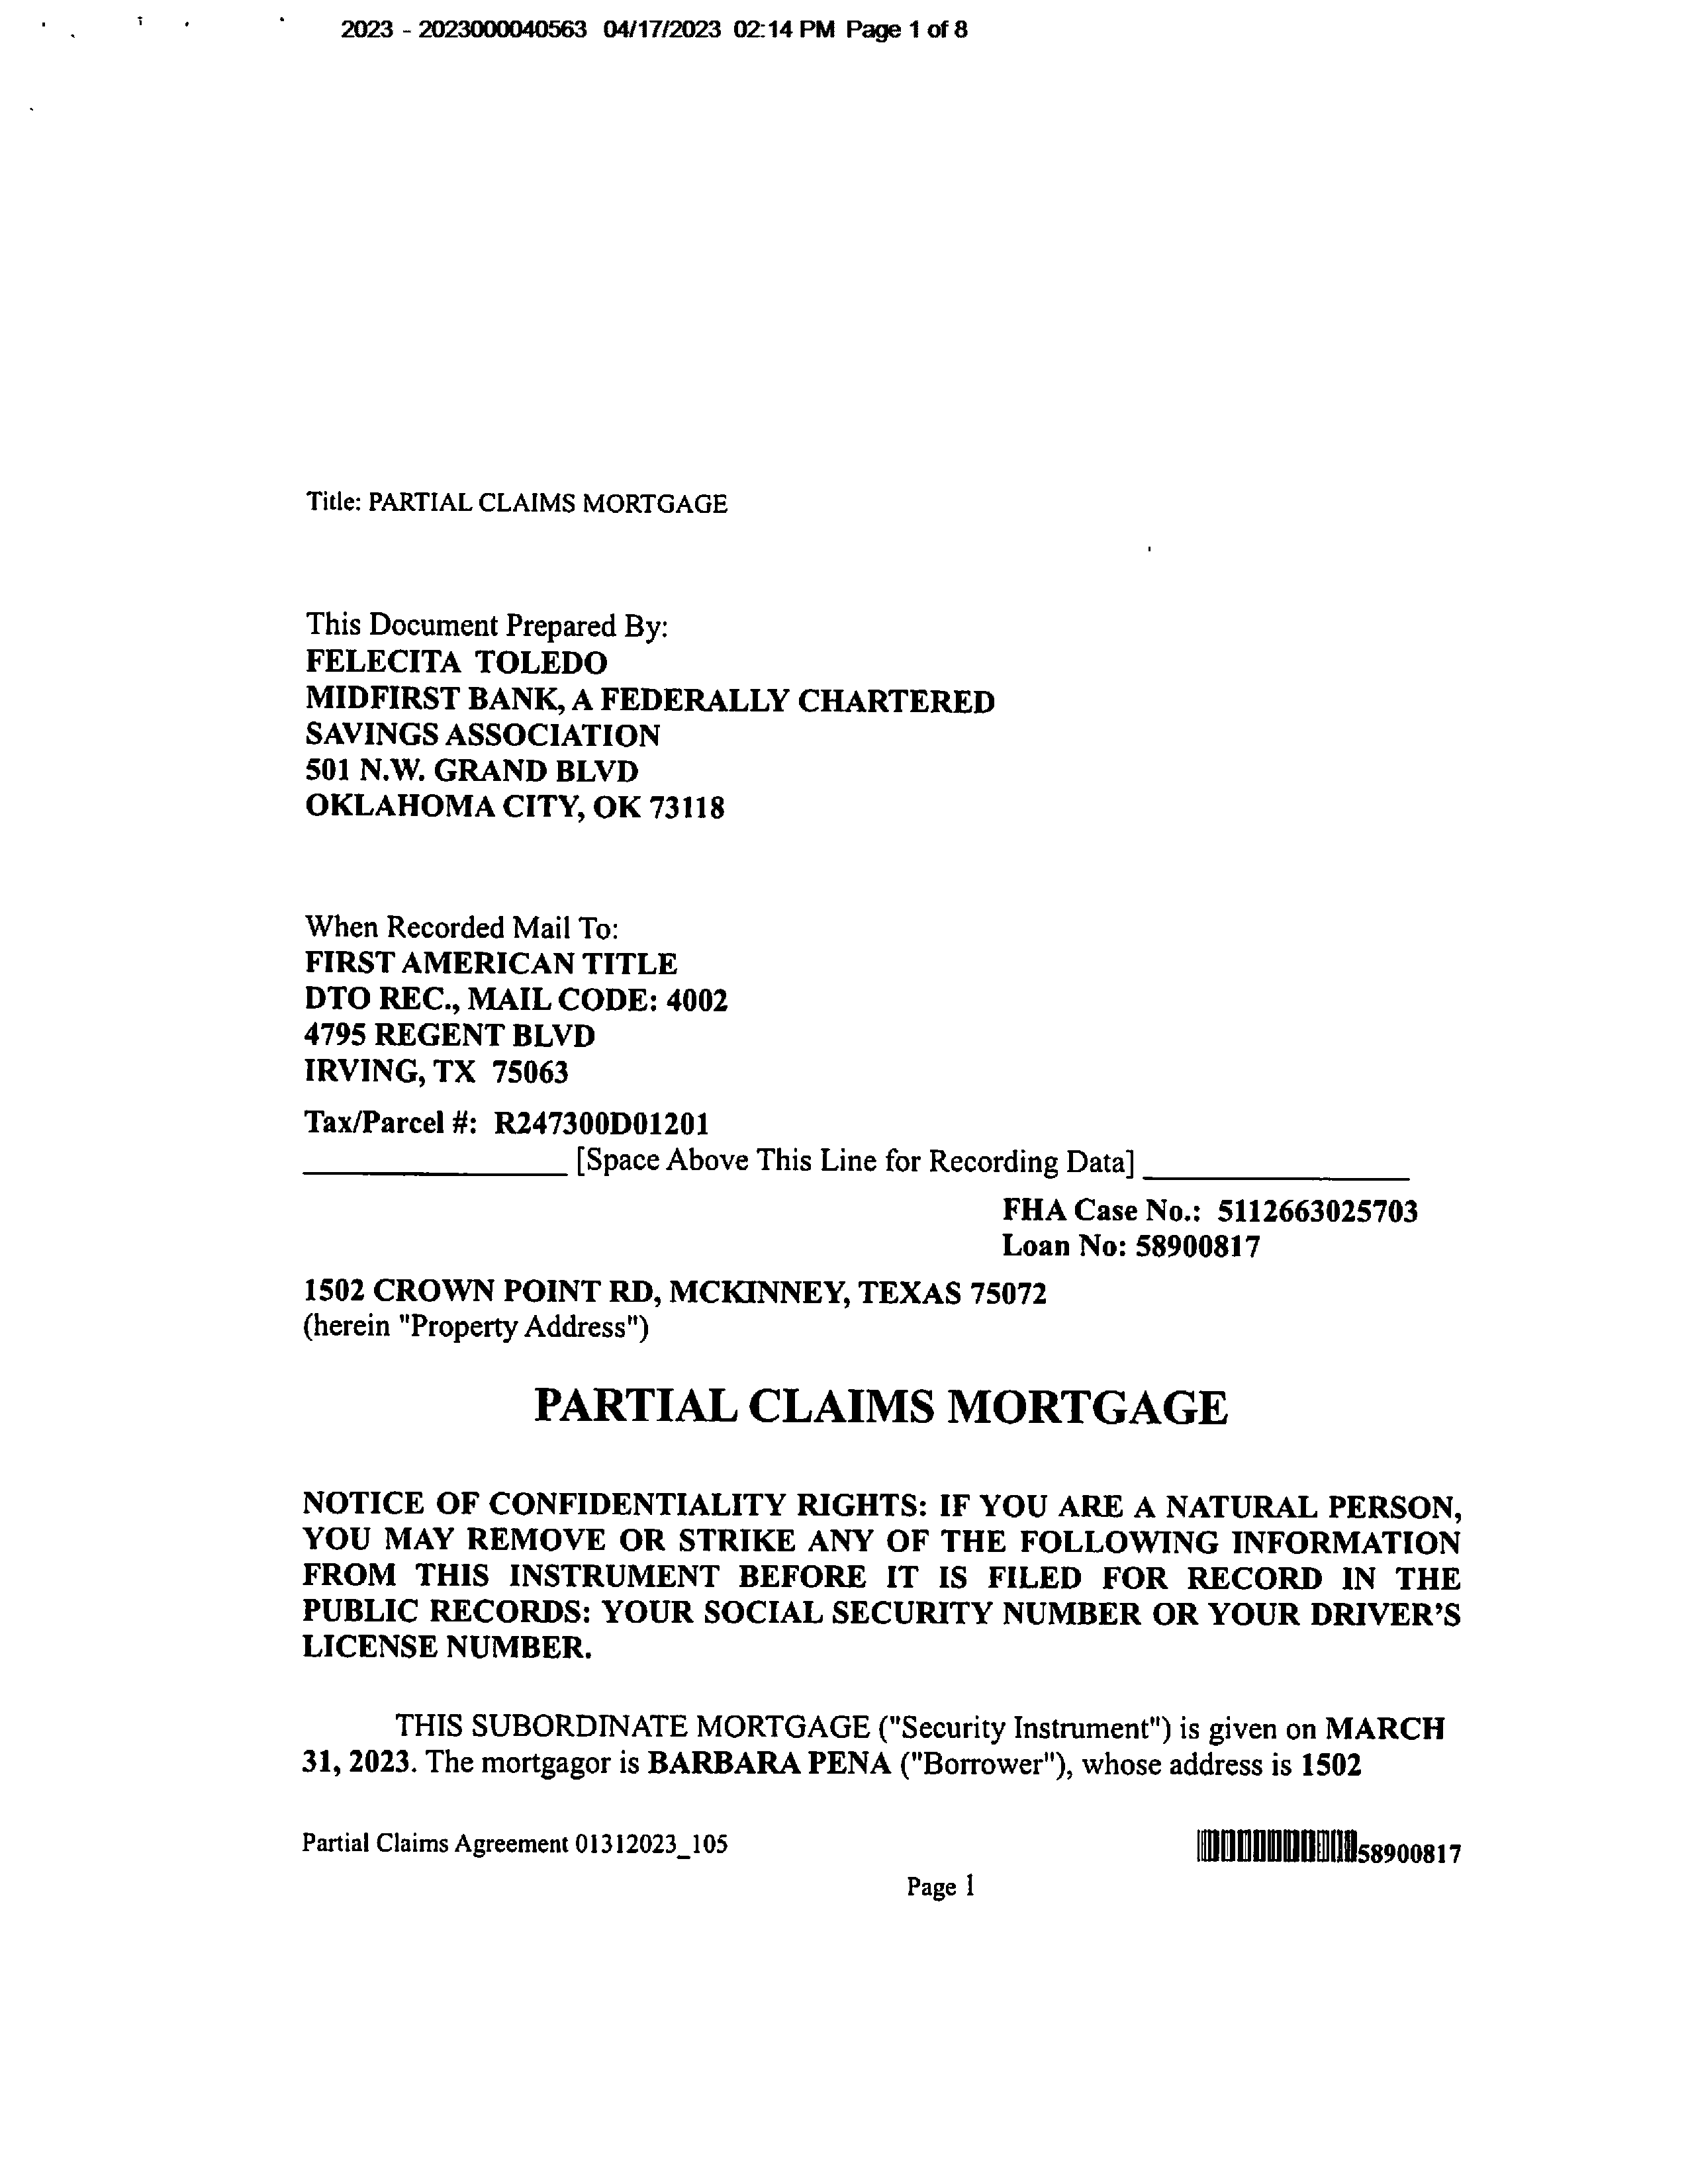 2023 - 2023000040563 04/17/2023 02:14 PM Page 1 of 8
Title: PARTIAL CLAIMS MORTGAGE
This Document Prepared By:
FELECITA TOLEDO
MIDFIRST BANK, A FEDERALLY CHARTERED
SAVINGS ASSOCIATION
501 N.W. GRAND BLVD
OKLAHOMA CITY, OK 73118
When Recorded Mail To:
FIRST AMERICAN TITLE
DTO REC., MAIL CODE: 4002
4795 REGENT BLVD
IRVING, TX 75063
Tax/Parcel #: R247300D01201
[Space Above This Line for Recording Data]
FHA Case No.: 5112663025703
Loan No: 58900817
1502 CROWN POINT RD, MCKINNEY, TEXAS 75072
(herein "Property Address")
PARTIAL CLAIMS MORTGAGE
NOTICE OF CONFIDENTIALITY RIGHTS: IF YOU ARE A NATURAL PERSON,
YOU MAY REMOVE OR STRIKE ANY OF THE FOLLOWING INFORMATION
FROM THIS INSTRUMENT BEFORE IT IS FILED FOR RECORD IN THE
PUBLIC RECORDS: YOUR SOCIAL SECURITY NUMBER OR YOUR DRIVER’S
LICENSE NUMBER.
THIS SUBORDINATE MORTGAGE ("Security Instrument") is given on MARCH
31, 2023. The mortgagor is BARBARA PENA ("Borrower"), whose address is 1502
Partial Claims Agreement 01312023_105
58900817
Page 1